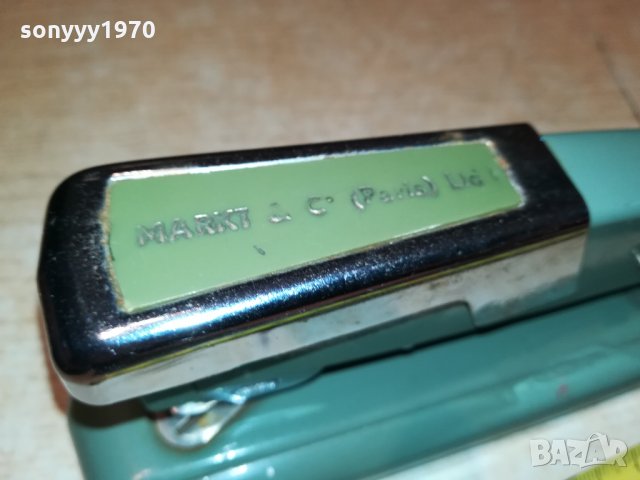 sonyyy1970
MARKT & Cº (Paris) Ltd
BAZAR